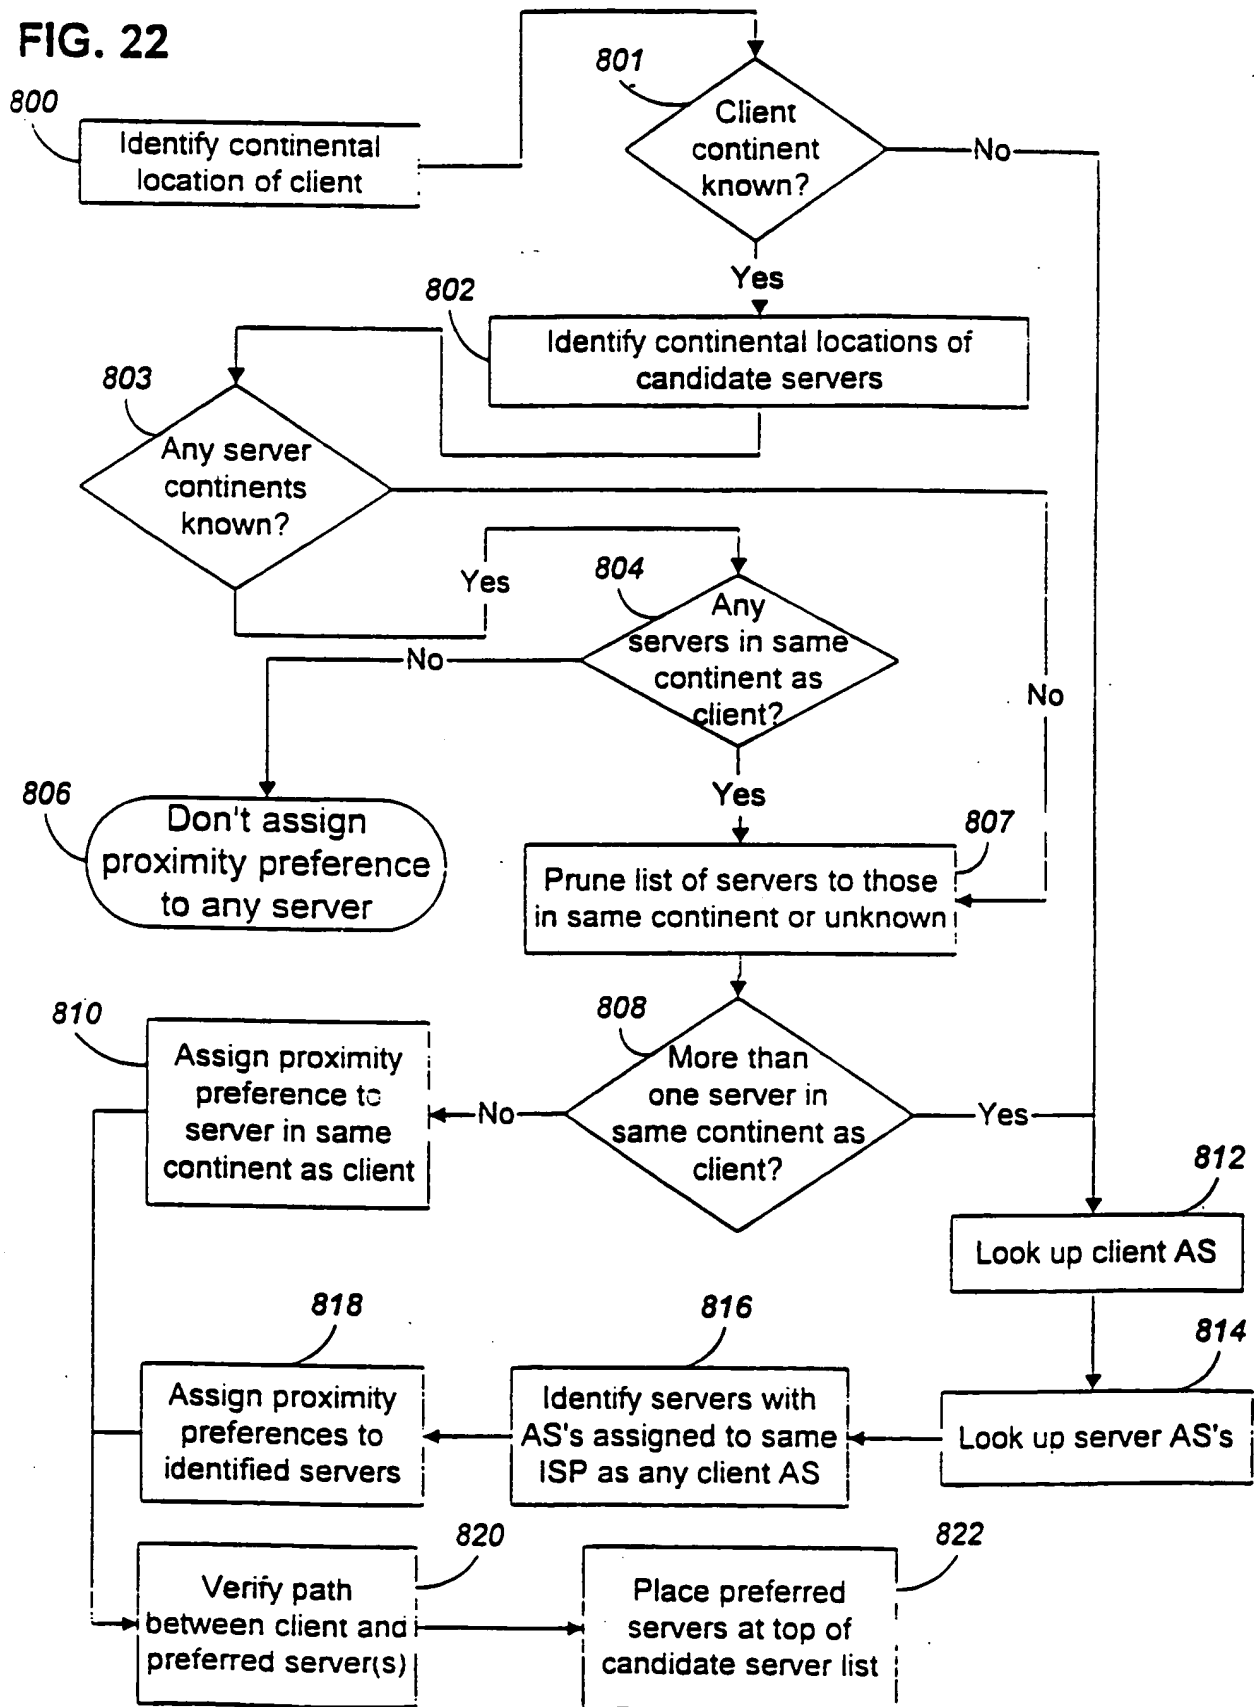 FIG. 22
800
Identify continental
location of client
801
Client
continent
known?
No
Yes
802
Identify continental locations of
candidate servers
803
Any server
continents
known?
Yes
No
804
Any
servers in same
continent as
client?
No
Yes
806
Don't assign
proximity preference
to any server
807
Prune list of servers to those
in same continent or unknown
808
More than
one server in
same continent as
client?
No
Yes
810
Assign proximity
preference to
server in same
continent as client
812
Look up client AS
814
Look up server AS's
816
Identify servers with
AS's assigned to same
ISP as any client AS
818
Assign proximity
preferences to
identified servers
820
Verify path
between client and
preferred server(s)
822
Place preferred
servers at top of
candidate server list